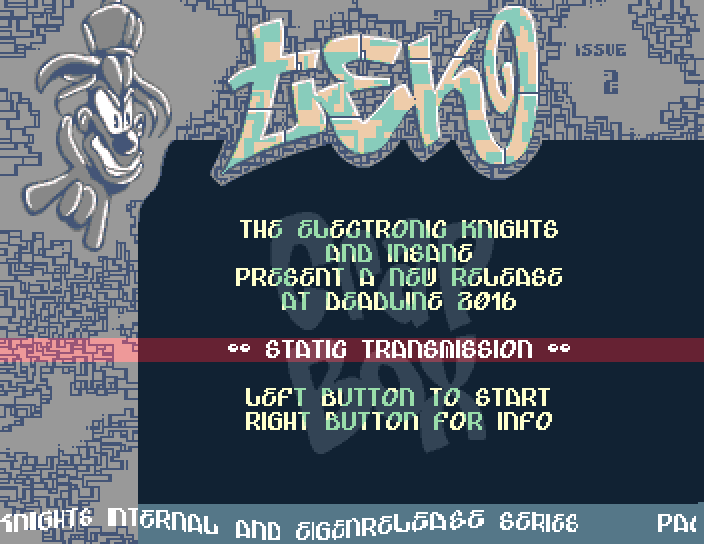 tiEKO
ISSUE
2
THE ELECTRONIC KNIGHTS
AND INSANE
PRESENT A NEW RELEASE
AT DEADLINE 2016
STATIC TRANSMISSION
LEFT BUTTON TO START
RIGHT BUTTON FOR INFO
KNIGHTS INTERNAL AND EIGENRELEASE SERIES